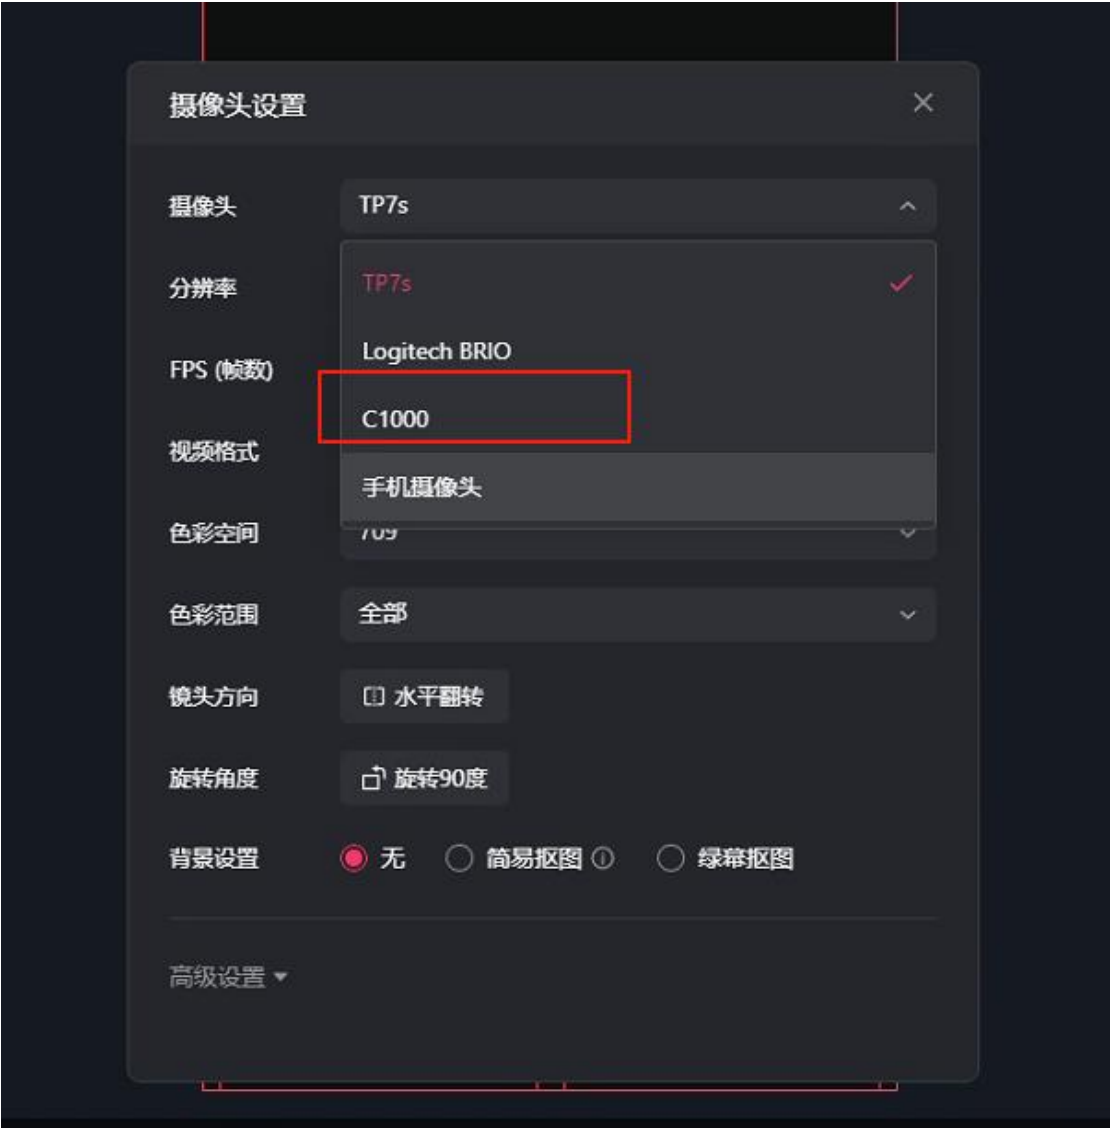 摄像头设置
摄像头 TP7s
分辨率 TP7s
Logitech BRIO
FPS (帧数)
C1000
视频格式
手机摄像头
色彩空间 709
色彩范围 全部
镜头方向 水平翻转
旋转角度 旋转90度
背景设置 无 简易抠图 绿幕抠图
高级设置